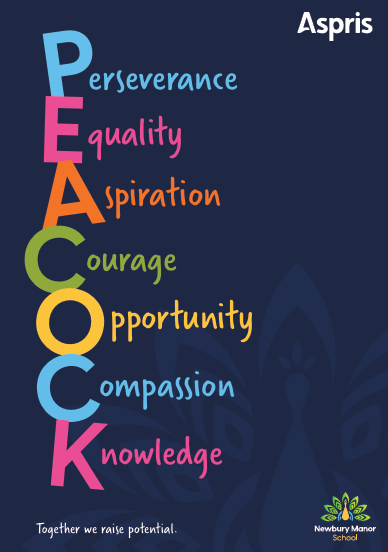 Aspris
Perseverance
Equality
Aspiration
Courage
Opportunity
Compassion
Knowledge
Together we raise potential.
Newbury Manor
School